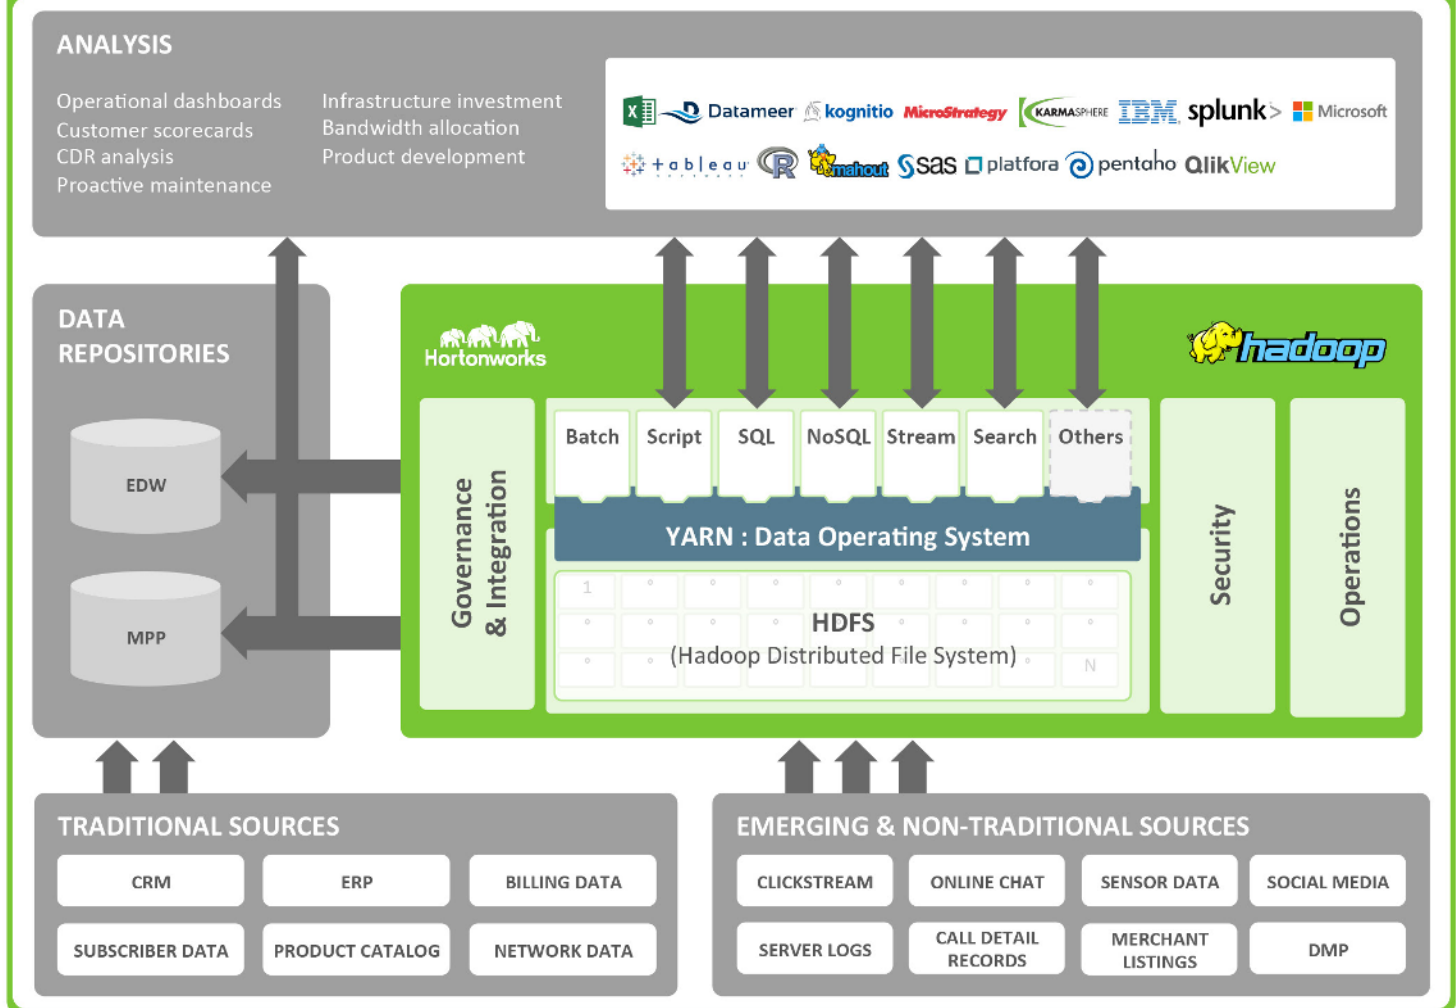 ANALYSIS
Operational dashboards
Customer scorecards
CDR analysis
Proactive maintenance
Infrastructure investment
Bandwidth allocation
Product development
X Datameer kognitio MicroStrategy KARMASPHERE IBM splunk> Microsoft
+ a b l e a u R mahout sas platfora pentaho QlikView
DATA
REPOSITORIES
EDW
MPP
Hortonworks
hadoop
Governance
& Integration
Batch Script SQL NoSQL Stream Search Others
YARN : Data Operating System
1
HDFS
(Hadoop Distributed File System)
N
Security
Operations
TRADITIONAL SOURCES
CRM ERP BILLING DATA
SUBSCRIBER DATA PRODUCT CATALOG NETWORK DATA
EMERGING & NON-TRADITIONAL SOURCES
CLICKSTREAM ONLINE CHAT SENSOR DATA SOCIAL MEDIA
SERVER LOGS
CALL DETAIL
RECORDS
MERCHANT
LISTINGS
DMP